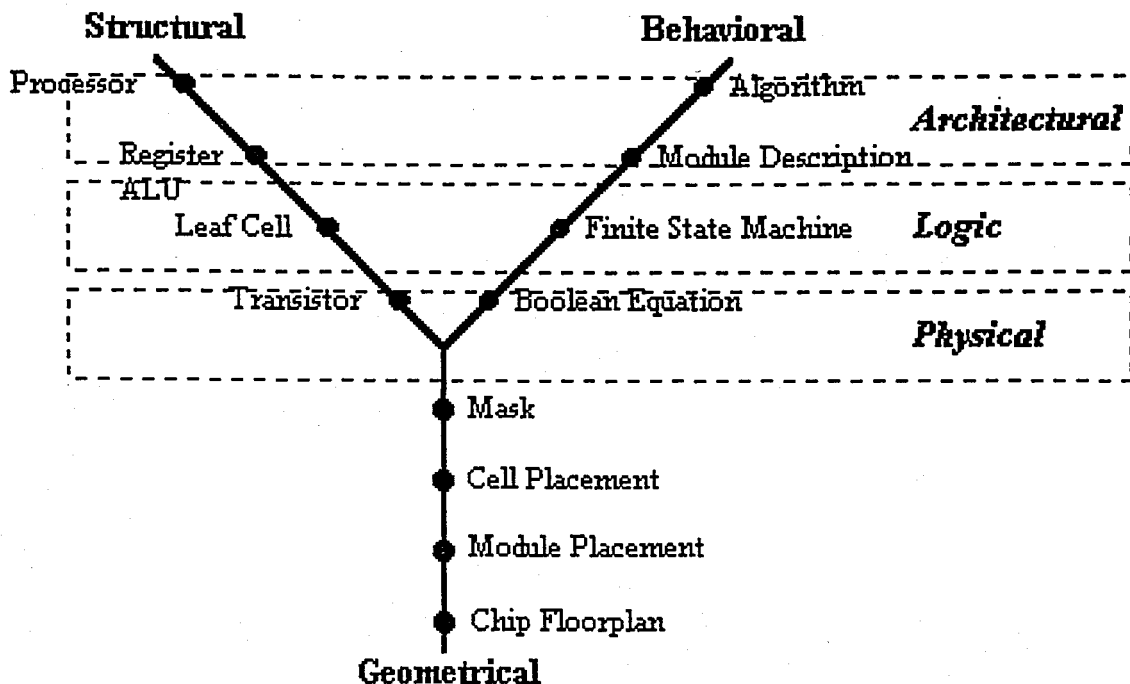 Structural Behavioral
Processor Algorithm
Architectural
Register Module Description
ALU
Leaf Cell Finite State Machine Logic
Transistor Boolean Equation
Physical
Mask
Cell Placement
Module Placement
Chip Floorplan
Geometrical